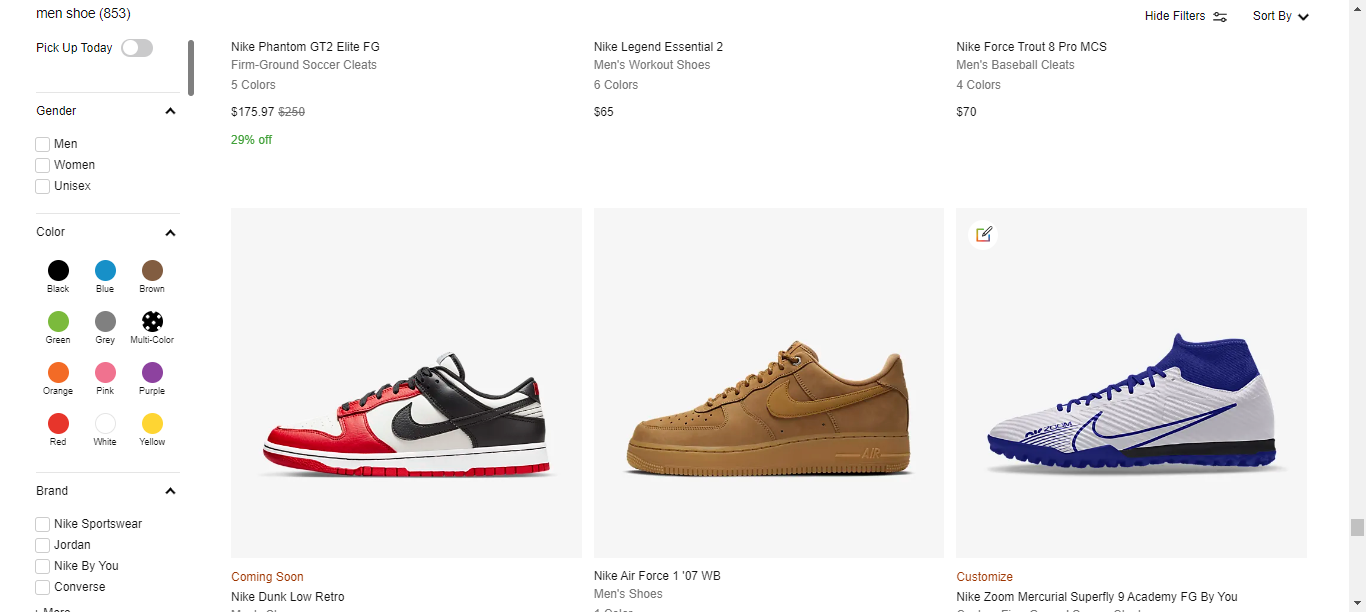 men shoe (853)
Hide Filters
Sort By
Pick Up Today
Gender
Men
Women
Unisex
Color
Black
Blue
Brown
Green
Grey
Multi-Color
Orange
Pink
Purple
Red
White
Yellow
Brand
Nike Sportswear
Jordan
Nike By You
Converse
+ More
Nike Phantom GT2 Elite FG
Firm-Ground Soccer Cleats
5 Colors
$175.97 $250
29% off
Nike Legend Essential 2
Men's Workout Shoes
6 Colors
$65
Nike Force Trout 8 Pro MCS
Men's Baseball Cleats
4 Colors
$70
Coming Soon
Nike Dunk Low Retro
AIR
Nike Air Force 1 '07 WB
Men's Shoes
1 Color
ZOOM
Customize
Nike Zoom Mercurial Superfly 9 Academy FG By You